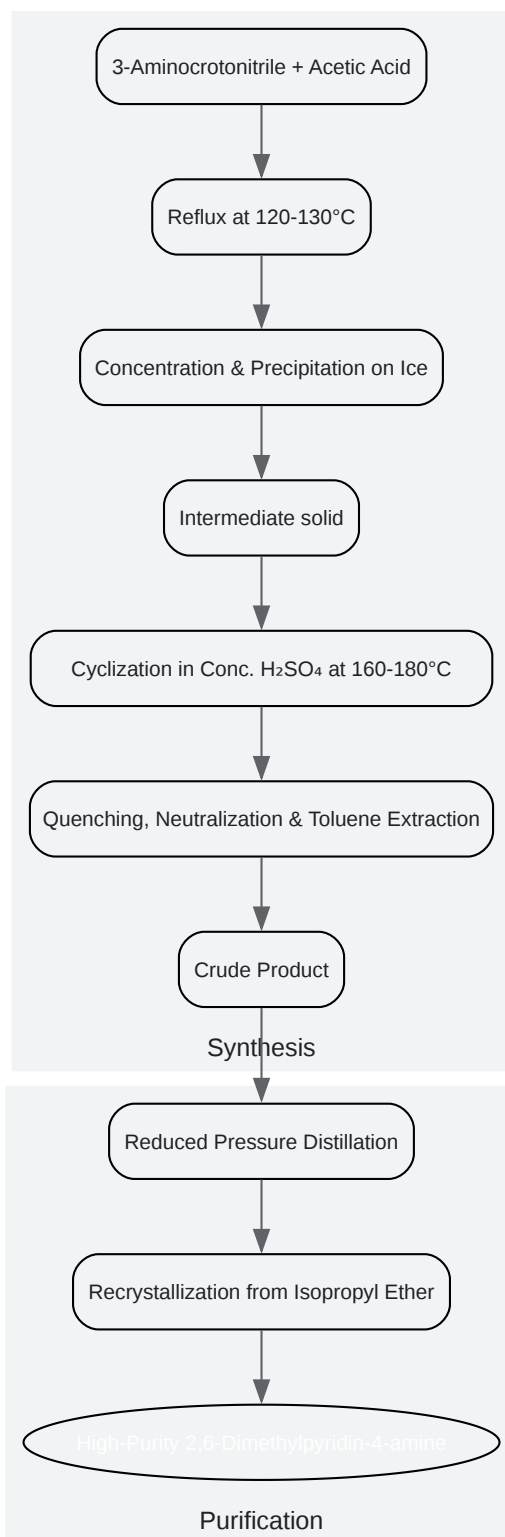 3-Aminocrotonitrile + Acetic Acid
Reflux at 120-130°C
Concentration & Precipitation on Ice
Intermediate solid
Cyclization in Conc. H₂SO₄ at 160-180°C
Quenching, Neutralization & Toluene Extraction
Crude Product
Synthesis
Reduced Pressure Distillation
Recrystallization from Isopropyl Ether
High-Purity 2,6-Dimethylpyridin-4-amine
Purification